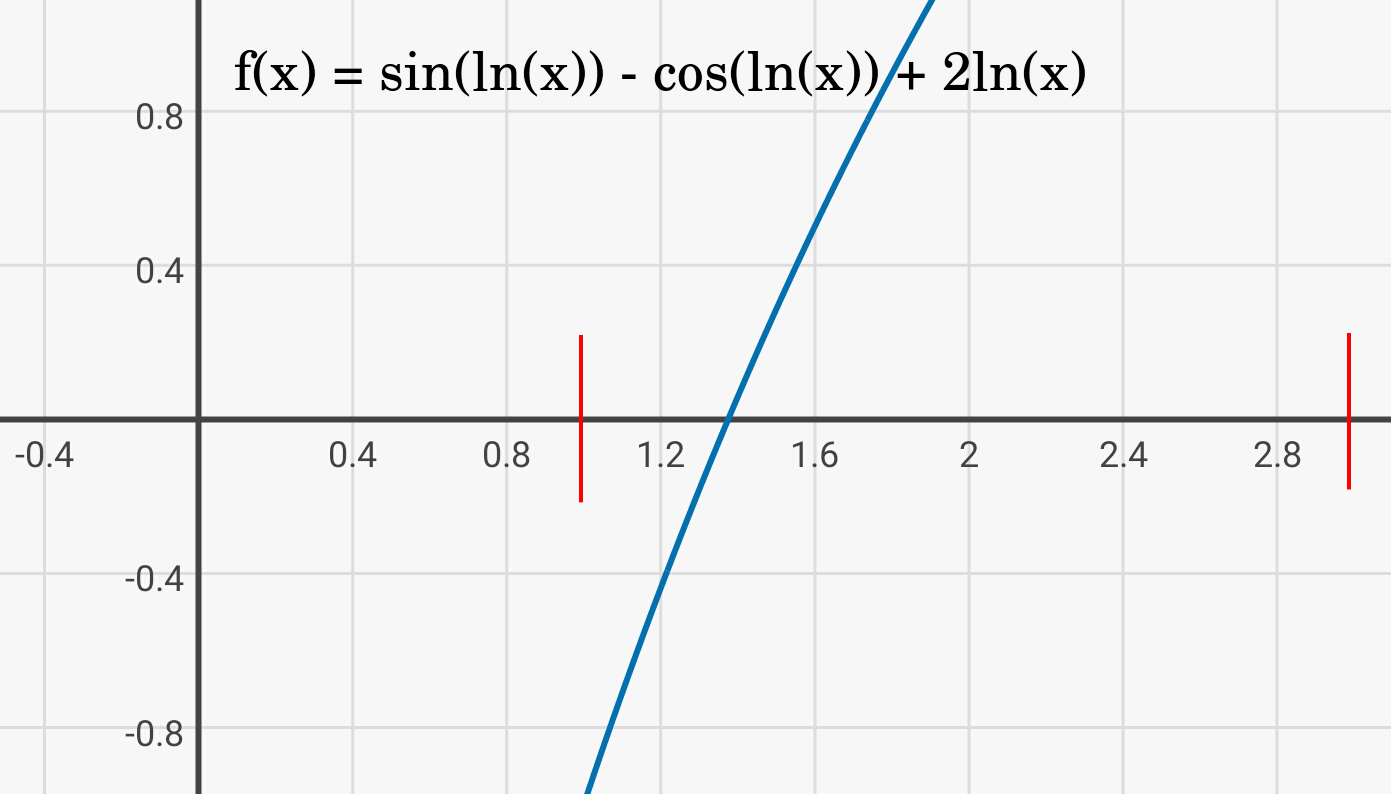 f(x) = sin(ln(x)) - cos(ln(x)) + 2ln(x)
0.8
0.4
-0.4 0.4 0.8 1.2 1.6 2 2.4 2.8
-0.4
-0.8